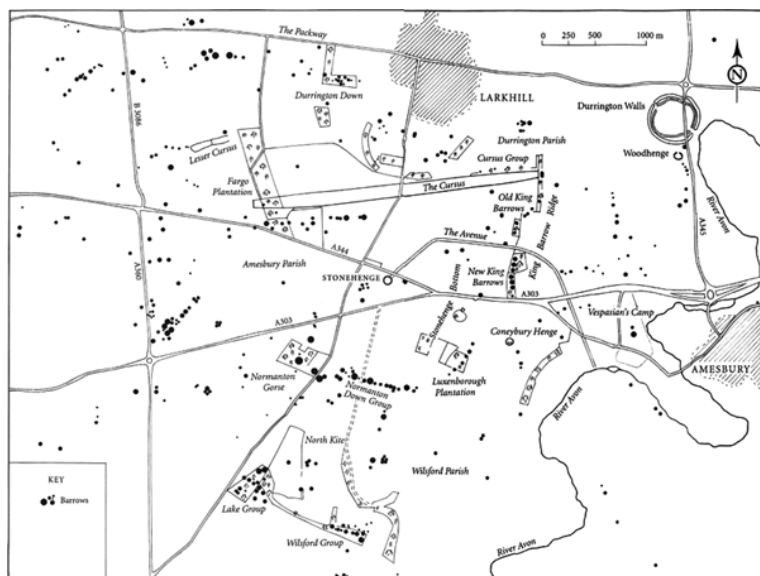 The Packway
0 500 1000 m
N
LARKHILL
Durrington Down
Durrington Walls
B 3086
Durrington Parish
Woodhenge
Lesser Cursus
Cursus Group
Fargo
Plantation
The Cursus
Old King
Barrows
River Avon
A345
The Avenue
King Barrow Ridge
A344
A360
Amesbury Parish
STONEHENGE
New King
Barrows
Stonehenge Bottom
A303
A303
Vespasian's Camp
Coneybury Henge
AMESBURY
Normanton
Gorse
Normanton
Down Group
Luxenborough
Plantation
River Avon
North Kite
Wilsford Parish
KEY
Barrows
Lake Group
Wilsford Group
River Avon